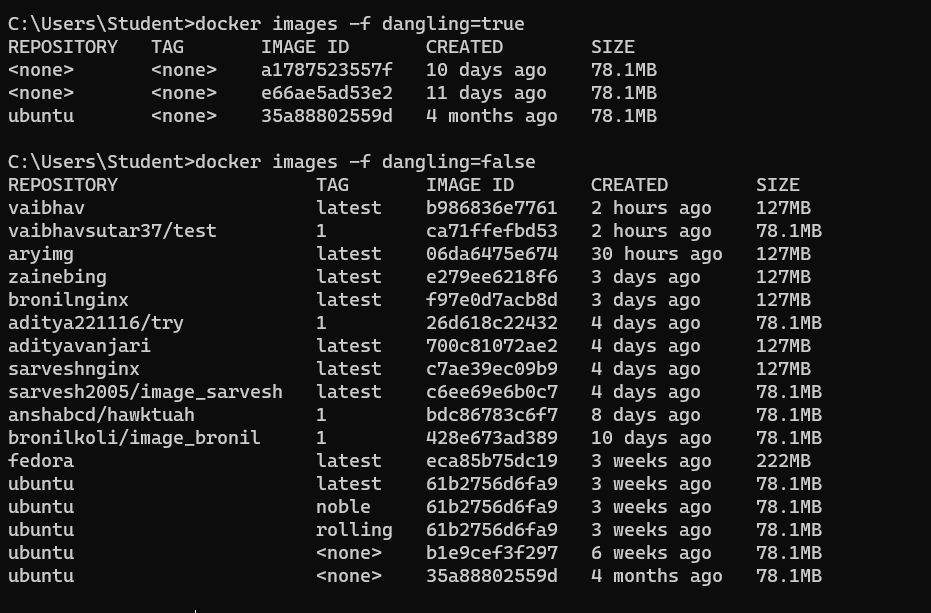 C:\Users\Student>docker images -f dangling=true
REPOSITORY   TAG       IMAGE ID       CREATED        SIZE
<none>       <none>    a1787523557f   10 days ago    78.1MB
<none>       <none>    e66ae5ad53e2   11 days ago    78.1MB
ubuntu       <none>    35a88802559d   4 months ago   78.1MB
C:\Users\Student>docker images -f dangling=false
REPOSITORY                  TAG       IMAGE ID       CREATED        SIZE
vaibhav                     latest    b986836e7761   2 hours ago    127MB
vaibhavsutar37/test         1         ca71ffefbd53   2 hours ago    78.1MB
aryimg                      latest    06da6475e674   30 hours ago   127MB
zainebing                   latest    e279ee6218f6   3 days ago     127MB
bronilnginx                 latest    f97e0d7acb8d   3 days ago     127MB
aditya221116/try            1         26d618c22432   4 days ago     78.1MB
adityavanjari               latest    700c81072ae2   4 days ago     127MB
sarveshnginx                latest    c7ae39ec09b9   4 days ago     127MB
sarvesh2005/image_sarvesh   latest    c6ee69e6b0c7   4 days ago     78.1MB
anshabcd/hawktuah           1         bdc86783c6f7   8 days ago     78.1MB
bronilkoli/image_bronil     1         428e673ad389   10 days ago    78.1MB
fedora                      latest    eca85b75dc19   3 weeks ago    222MB
ubuntu                      latest    61b2756d6fa9   3 weeks ago    78.1MB
ubuntu                      noble     61b2756d6fa9   3 weeks ago    78.1MB
ubuntu                      rolling   61b2756d6fa9   3 weeks ago    78.1MB
ubuntu                      <none>    b1e9cef3f297   6 weeks ago    78.1MB
ubuntu                      <none>    35a88802559d   4 months ago   78.1MB